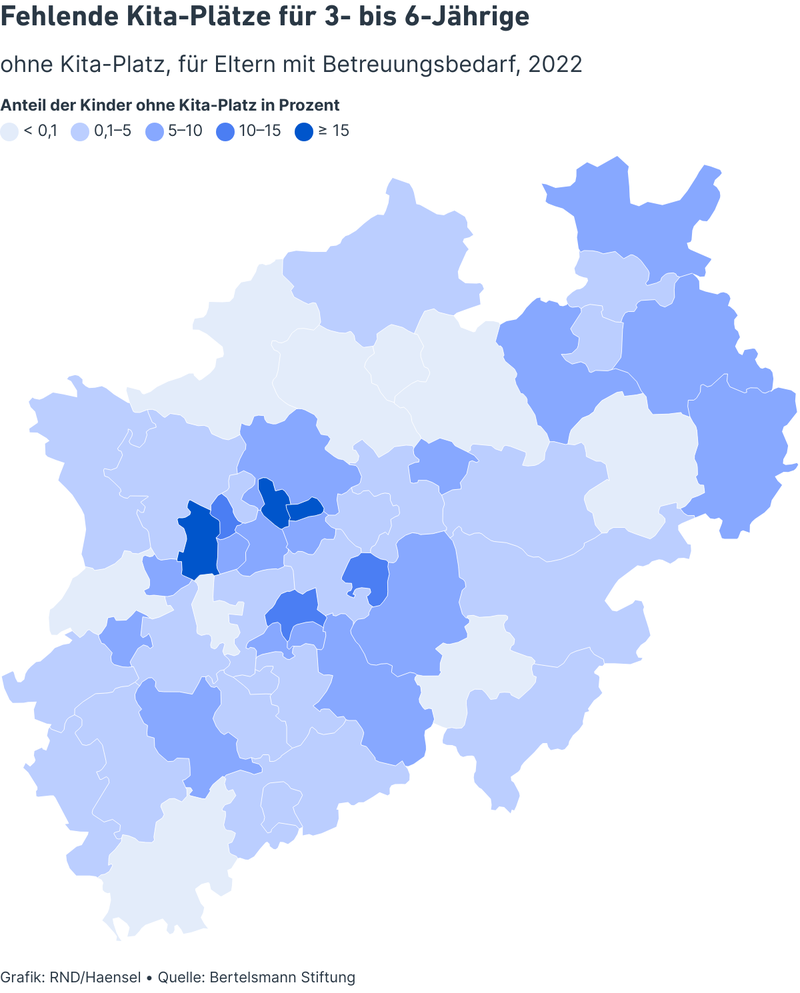 Fehlende Kita-Plätze für 3- bis 6-Jährige
ohne Kita-Platz, für Eltern mit Betreuungsbedarf, 2022
Anteil der Kinder ohne Kita-Platz in Prozent
< 0,1 0,1–5 5–10 10–15 ≥ 15
Grafik: RND/Haensel • Quelle: Bertelsmann Stiftung